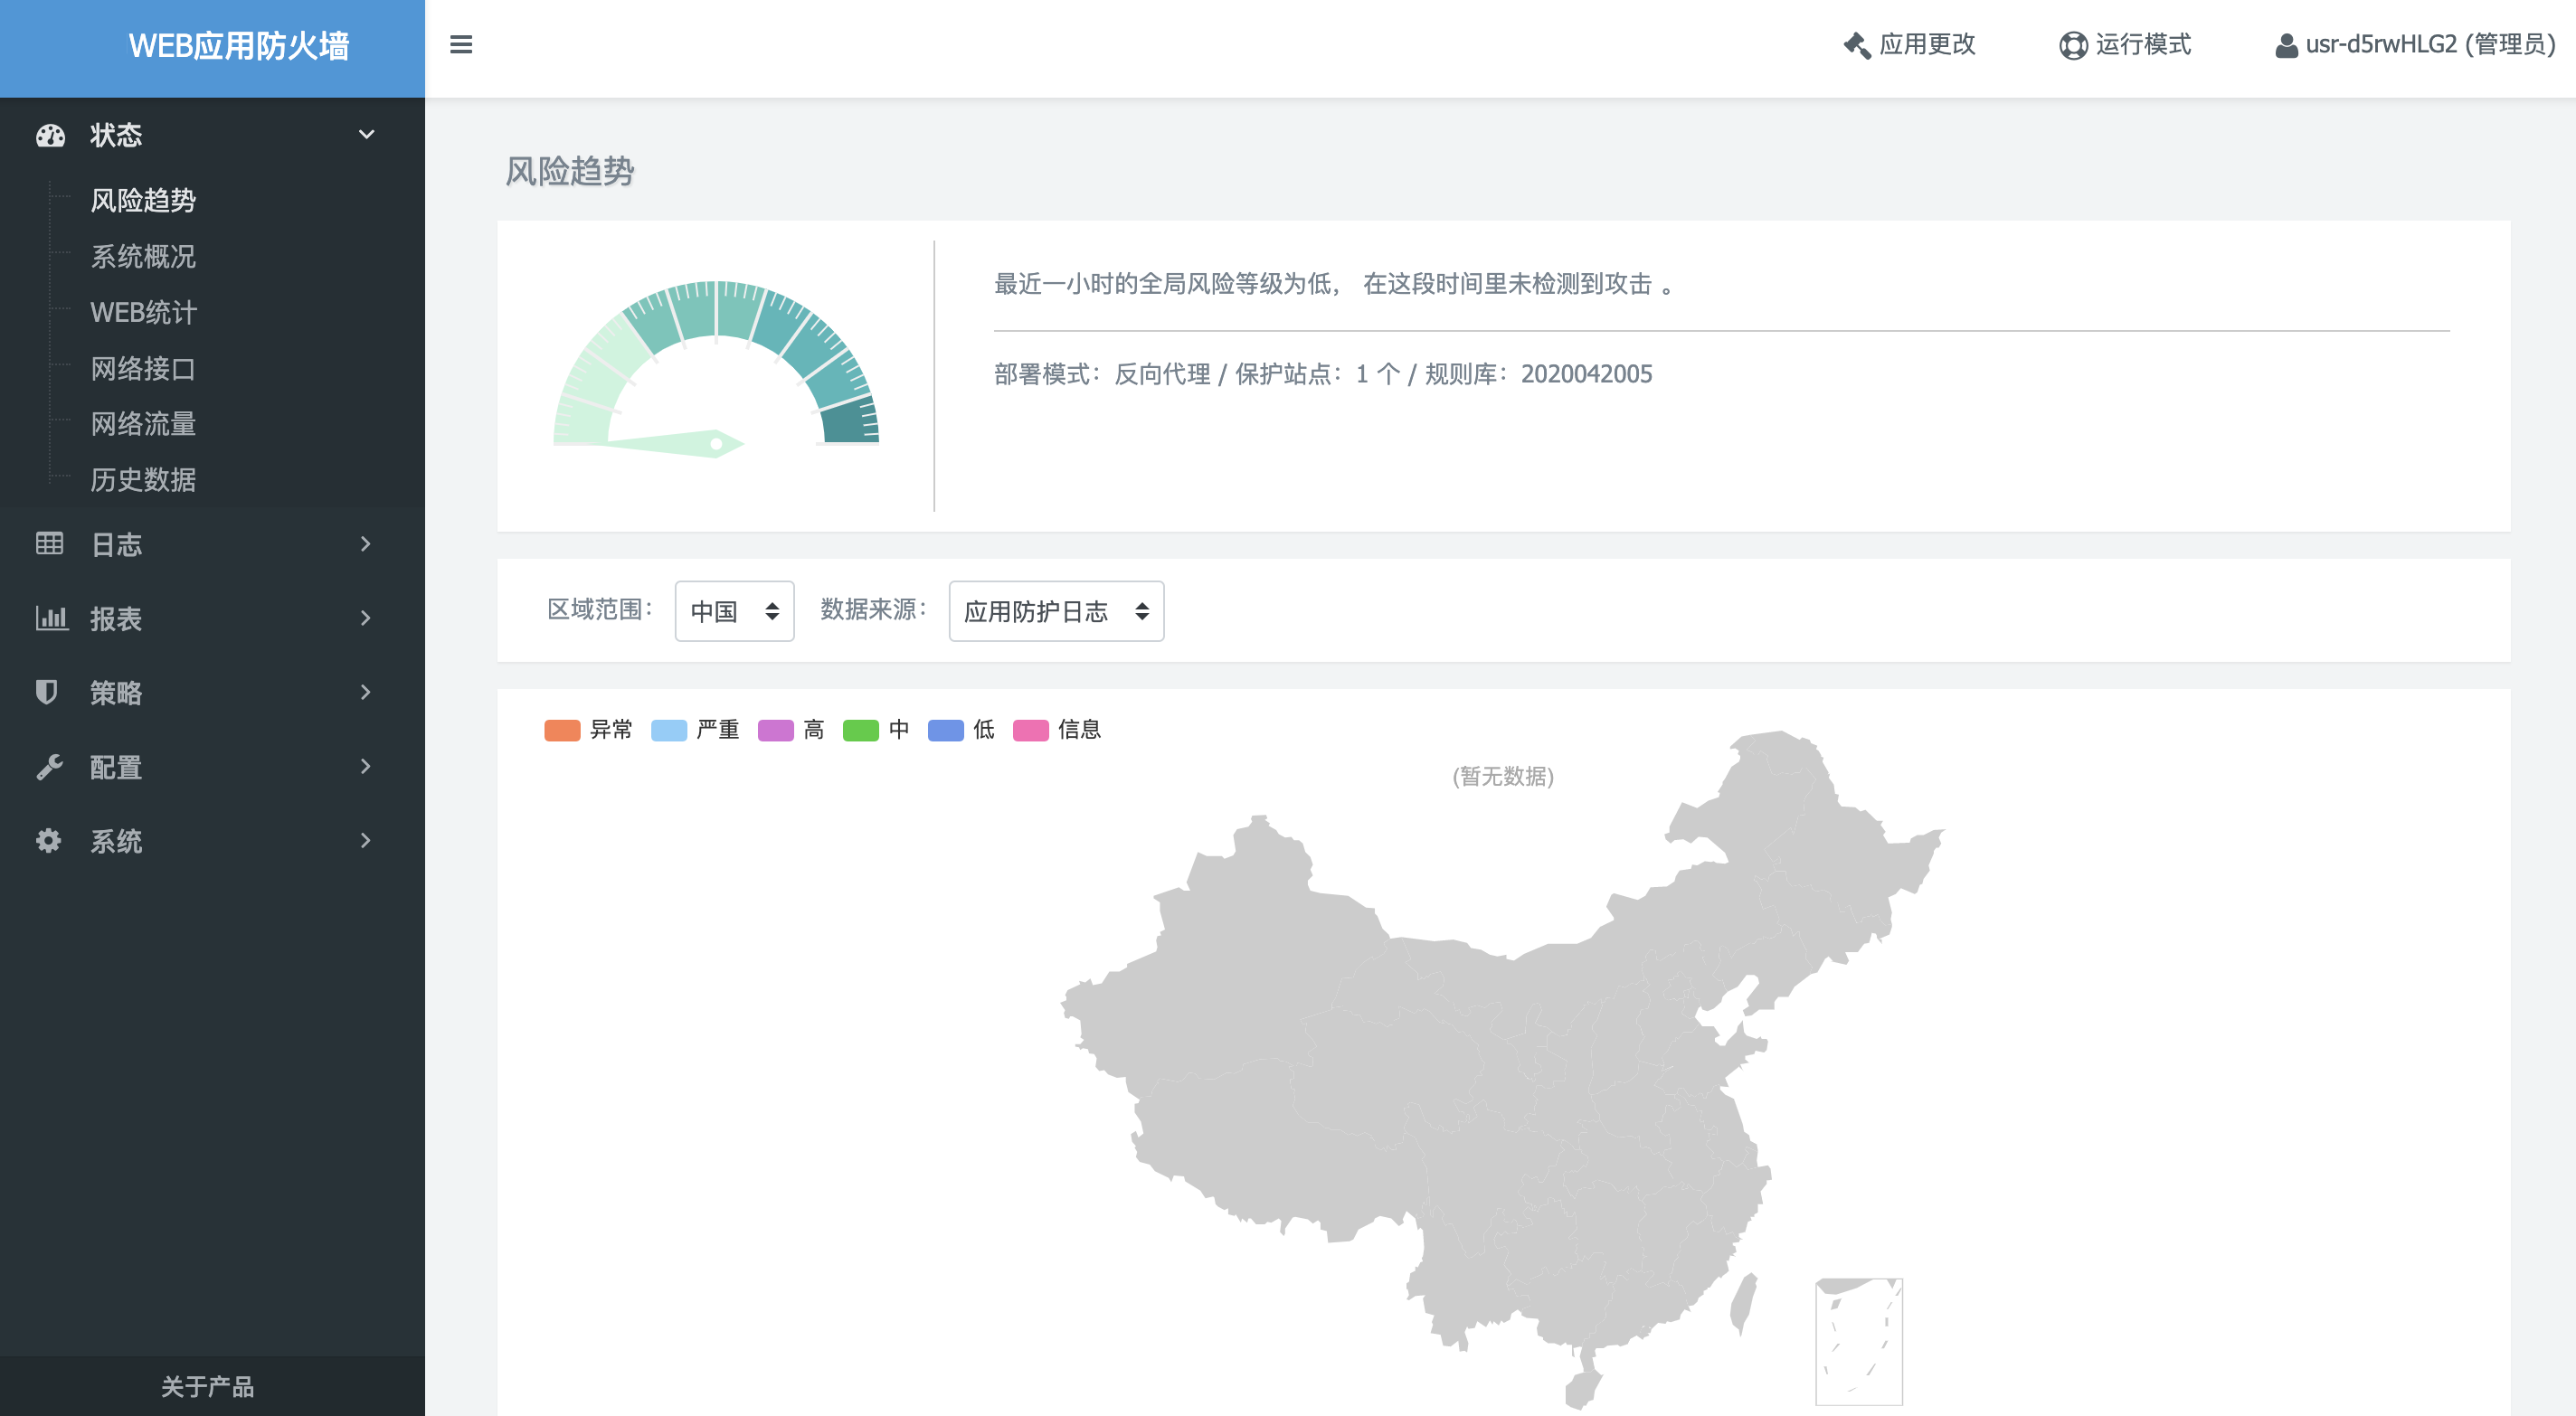 WEB应用防火墙
应用更改
运行模式
usr-d5rwHLG2 (管理员)
状态
风险趋势
系统概况
WEB统计
网络接口
网络流量
历史数据
日志
报表
策略
配置
系统
关于产品
风险趋势
最近一小时的全局风险等级为低， 在这段时间里未检测到攻击 。
部署模式：反向代理 / 保护站点：1 个 / 规则库：2020042005
区域范围： 中国 数据来源： 应用防护日志
异常 严重 高 中 低 信息
(暂无数据)